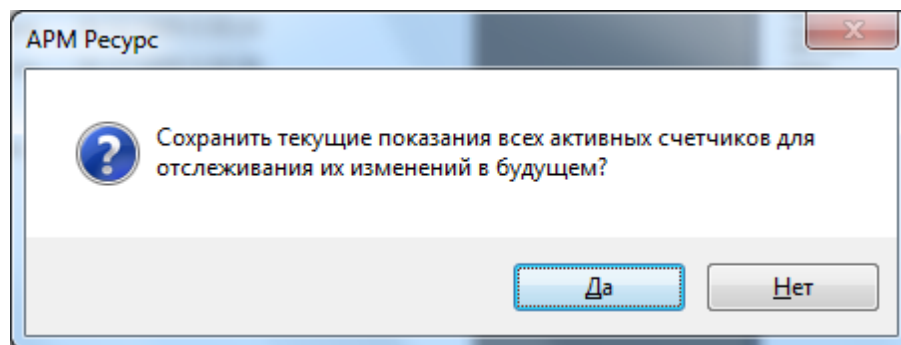 АРМ Ресурс
Сохранить текущие показания всех активных счетчиков для
отслеживания их изменений в будущем?
Да
Нет